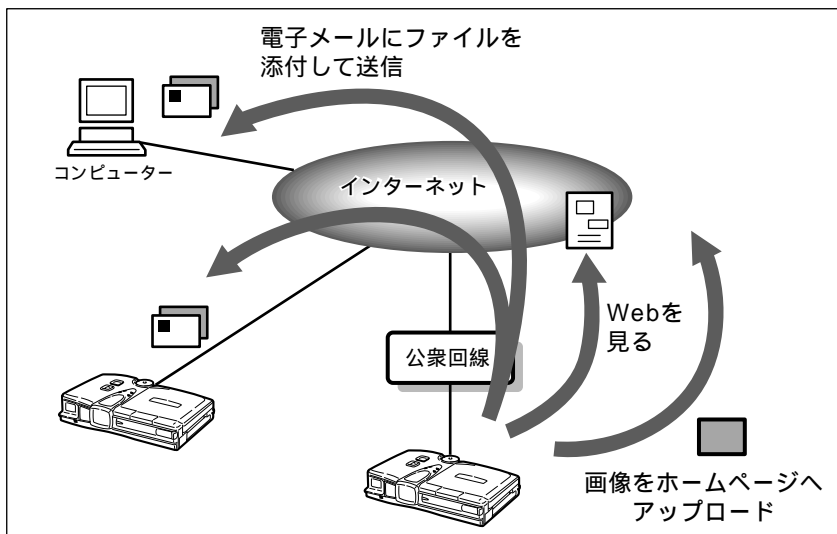 電子メールにファイルを
添付して送信
コンピューター
インターネット
Webを
見る
公衆回線
画像をホームページへ
アップロード